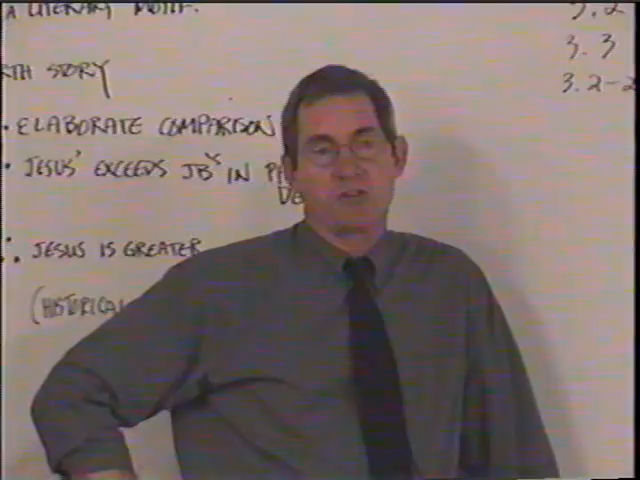 A LITERARY MOTIF.
3.2
3.3
RTH STORY
3.2-2
• ELABORATE COMPARISON
• JESUS' EXCEEDS JB'S IN P
DE
∴ JESUS IS GREATER
(HISTORICAL